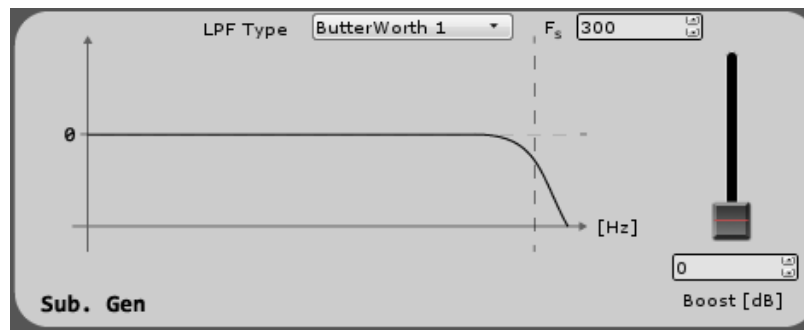 LPF Type ButterWorth 1 Fs 300
0
[Hz]
0
Sub. Gen
Boost [dB]